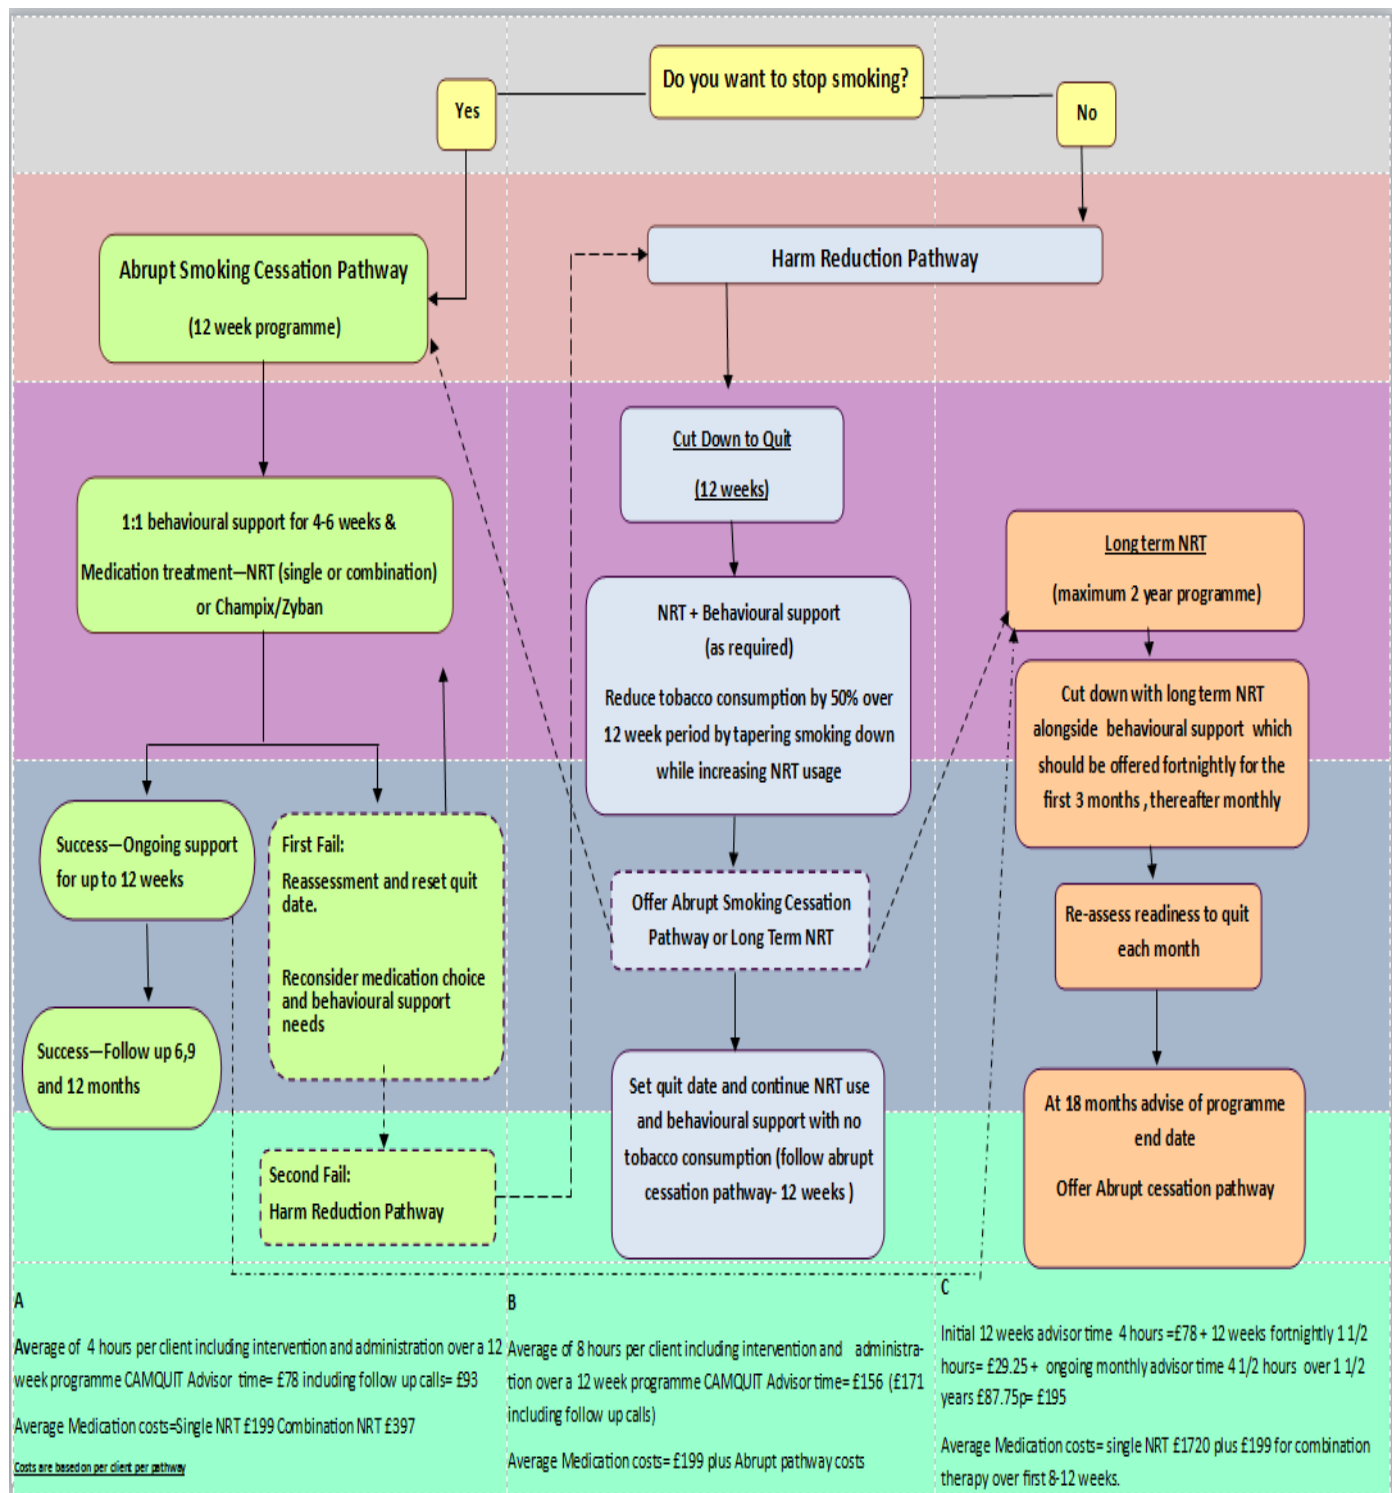 Do you want to stop smoking?
Yes
No
Abrupt Smoking Cessation Pathway
(12 week programme)
Harm Reduction Pathway
Cut Down to Quit
(12 weeks)
1:1 behavioural support for 4-6 weeks &
Medication treatment—NRT (single or combination)
or Champix/Zyban
Long term NRT
(maximum 2 year programme)
NRT + Behavioural support
(as required)
Reduce tobacco consumption by 50% over
12 week period by tapering smoking down
while increasing NRT usage
Cut down with long term NRT
alongside behavioural support which
should be offered fortnightly for the
first 3 months , thereafter monthly
Success—Ongoing support
for up to 12 weeks
First Fail:
Reassessment and reset quit
date.
Reconsider medication choice
and behavioural support
needs
Offer Abrupt Smoking Cessation
Pathway or Long Term NRT
Re-assess readiness to quit
each month
Success—Follow up 6,9
and 12 months
Set quit date and continue NRT use
and behavioural support with no
tobacco consumption (follow abrupt
cessation pathway- 12 weeks )
At 18 months advise of programme
end date
Offer Abrupt cessation pathway
Second Fail:
Harm Reduction Pathway
A
Average of 4 hours per client including intervention and administration over a 12
week programme CAMQUIT Advisor time= £78 including follow up calls= £93
Average Medication costs=Single NRT £199 Combination NRT £397
Costs are based on per client per pathway
B
Average of 8 hours per client including intervention and administra-
tion over a 12 week programme CAMQUIT Advisor time= £156 (£171
including follow up calls)
Average Medication costs= £199 plus Abrupt pathway costs
C
Initial 12 weeks advisor time 4 hours =£78 + 12 weeks fortnightly 1 1/2
hours= £29.25 + ongoing monthly advisor time 4 1/2 hours over 1 1/2
years £87.75p= £195
Average Medication costs= single NRT £1720 plus £199 for combination
therapy over first 8-12 weeks.